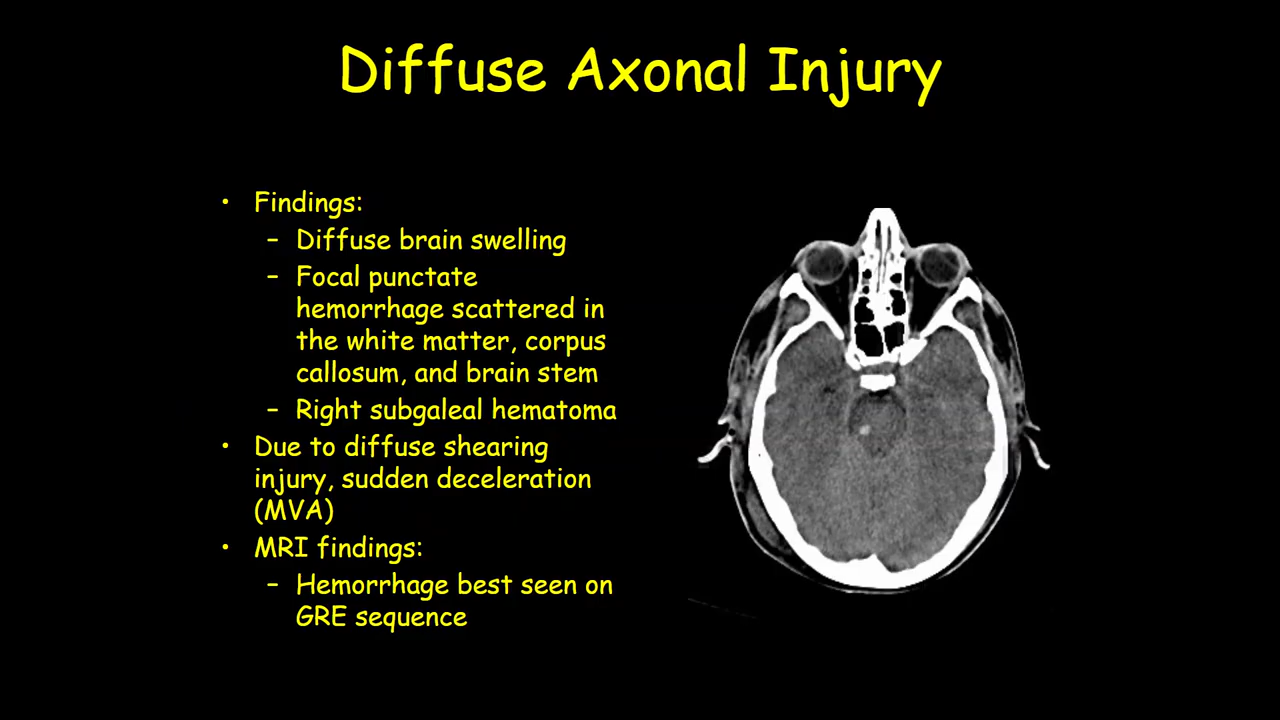 Diffuse Axonal Injury
• Findings:
– Diffuse brain swelling
– Focal punctate
hemorrhage scattered in
the white matter, corpus
callosum, and brain stem
– Right subgaleal hematoma
• Due to diffuse shearing
injury, sudden deceleration
(MVA)
• MRI findings:
– Hemorrhage best seen on
GRE sequence